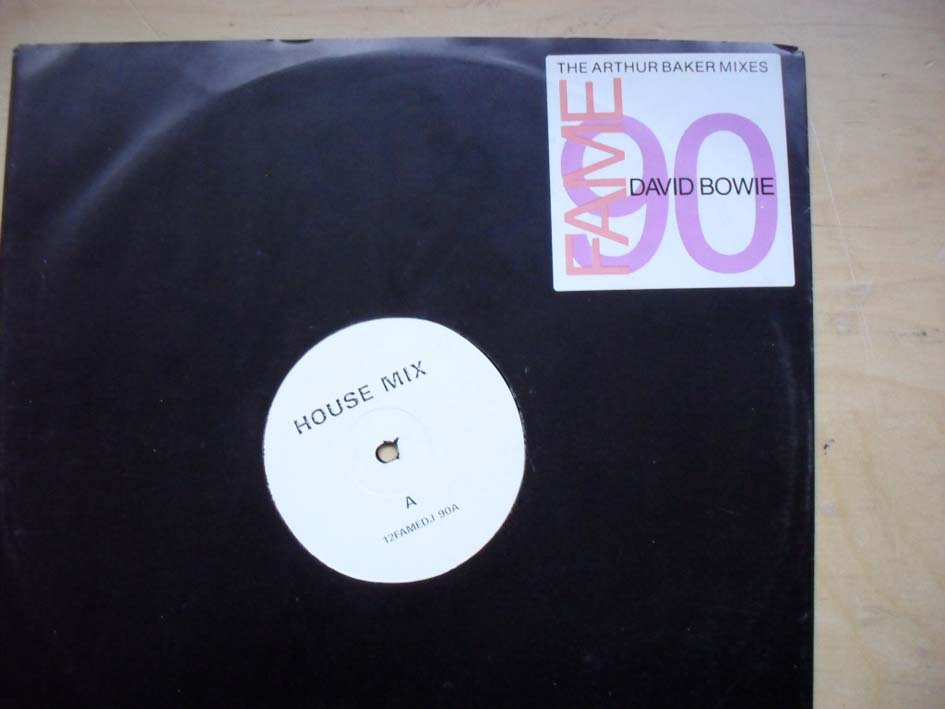 THE ARTHUR BAKER MIXES
FAME
90
DAVID BOWIE
HOUSE MIX
A
12FAMEDJ 90A